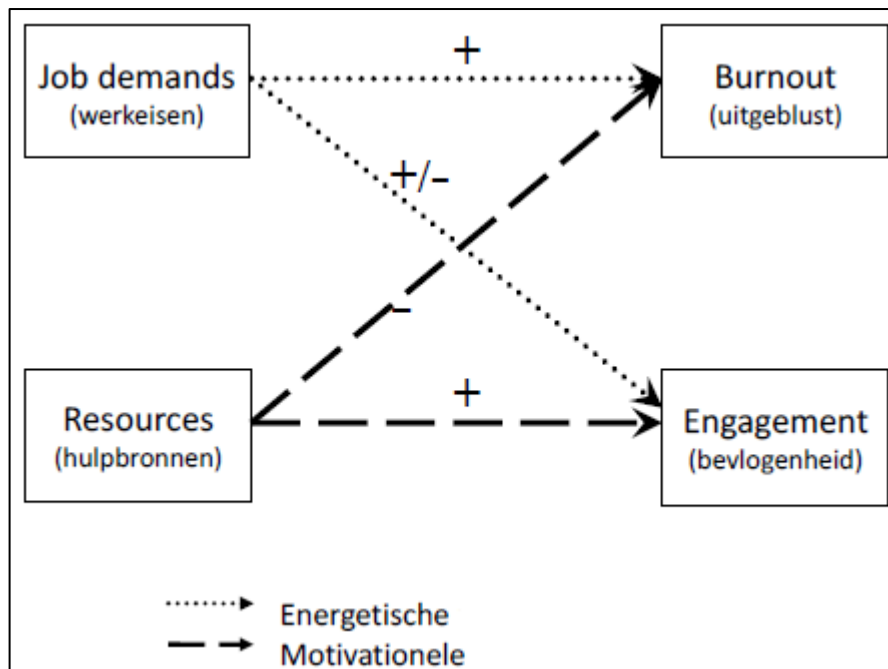 Job demands
(werkeisen)
+
Burnout
(uitgeblust)
+/-
-
Resources
(hulpbronnen)
+
Engagement
(bevlogenheid)
Energetische
Motivationele